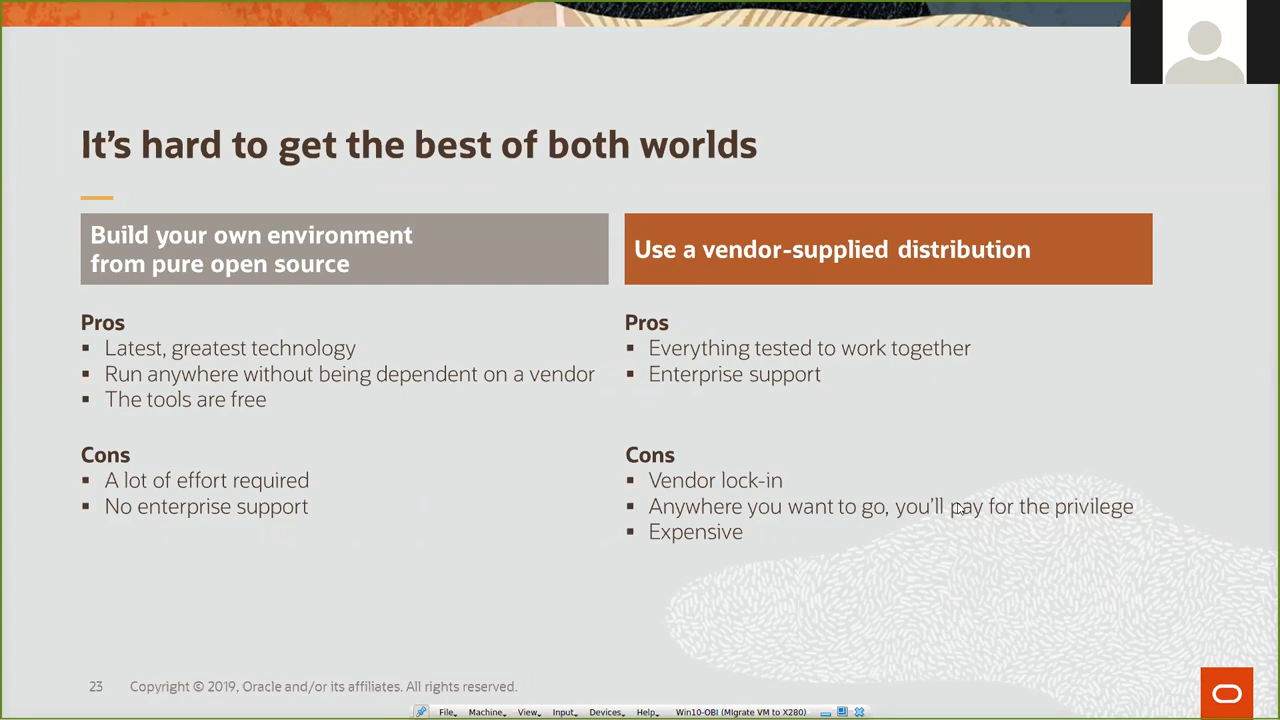 It's hard to get the best of both worlds
Build your own environment
from pure open source
Pros
▪ Latest, greatest technology
▪ Run anywhere without being dependent on a vendor
▪ The tools are free
Cons
▪ A lot of effort required
▪ No enterprise support
Use a vendor-supplied distribution
Pros
▪ Everything tested to work together
▪ Enterprise support
Cons
▪ Vendor lock-in
▪ Anywhere you want to go, you'll pay for the privilege
▪ Expensive
23 Copyright © 2019, Oracle and/or its affiliates. All rights reserved.
File Machine View Input Devices Help Win10-OBI (MIgrate VM to X280)